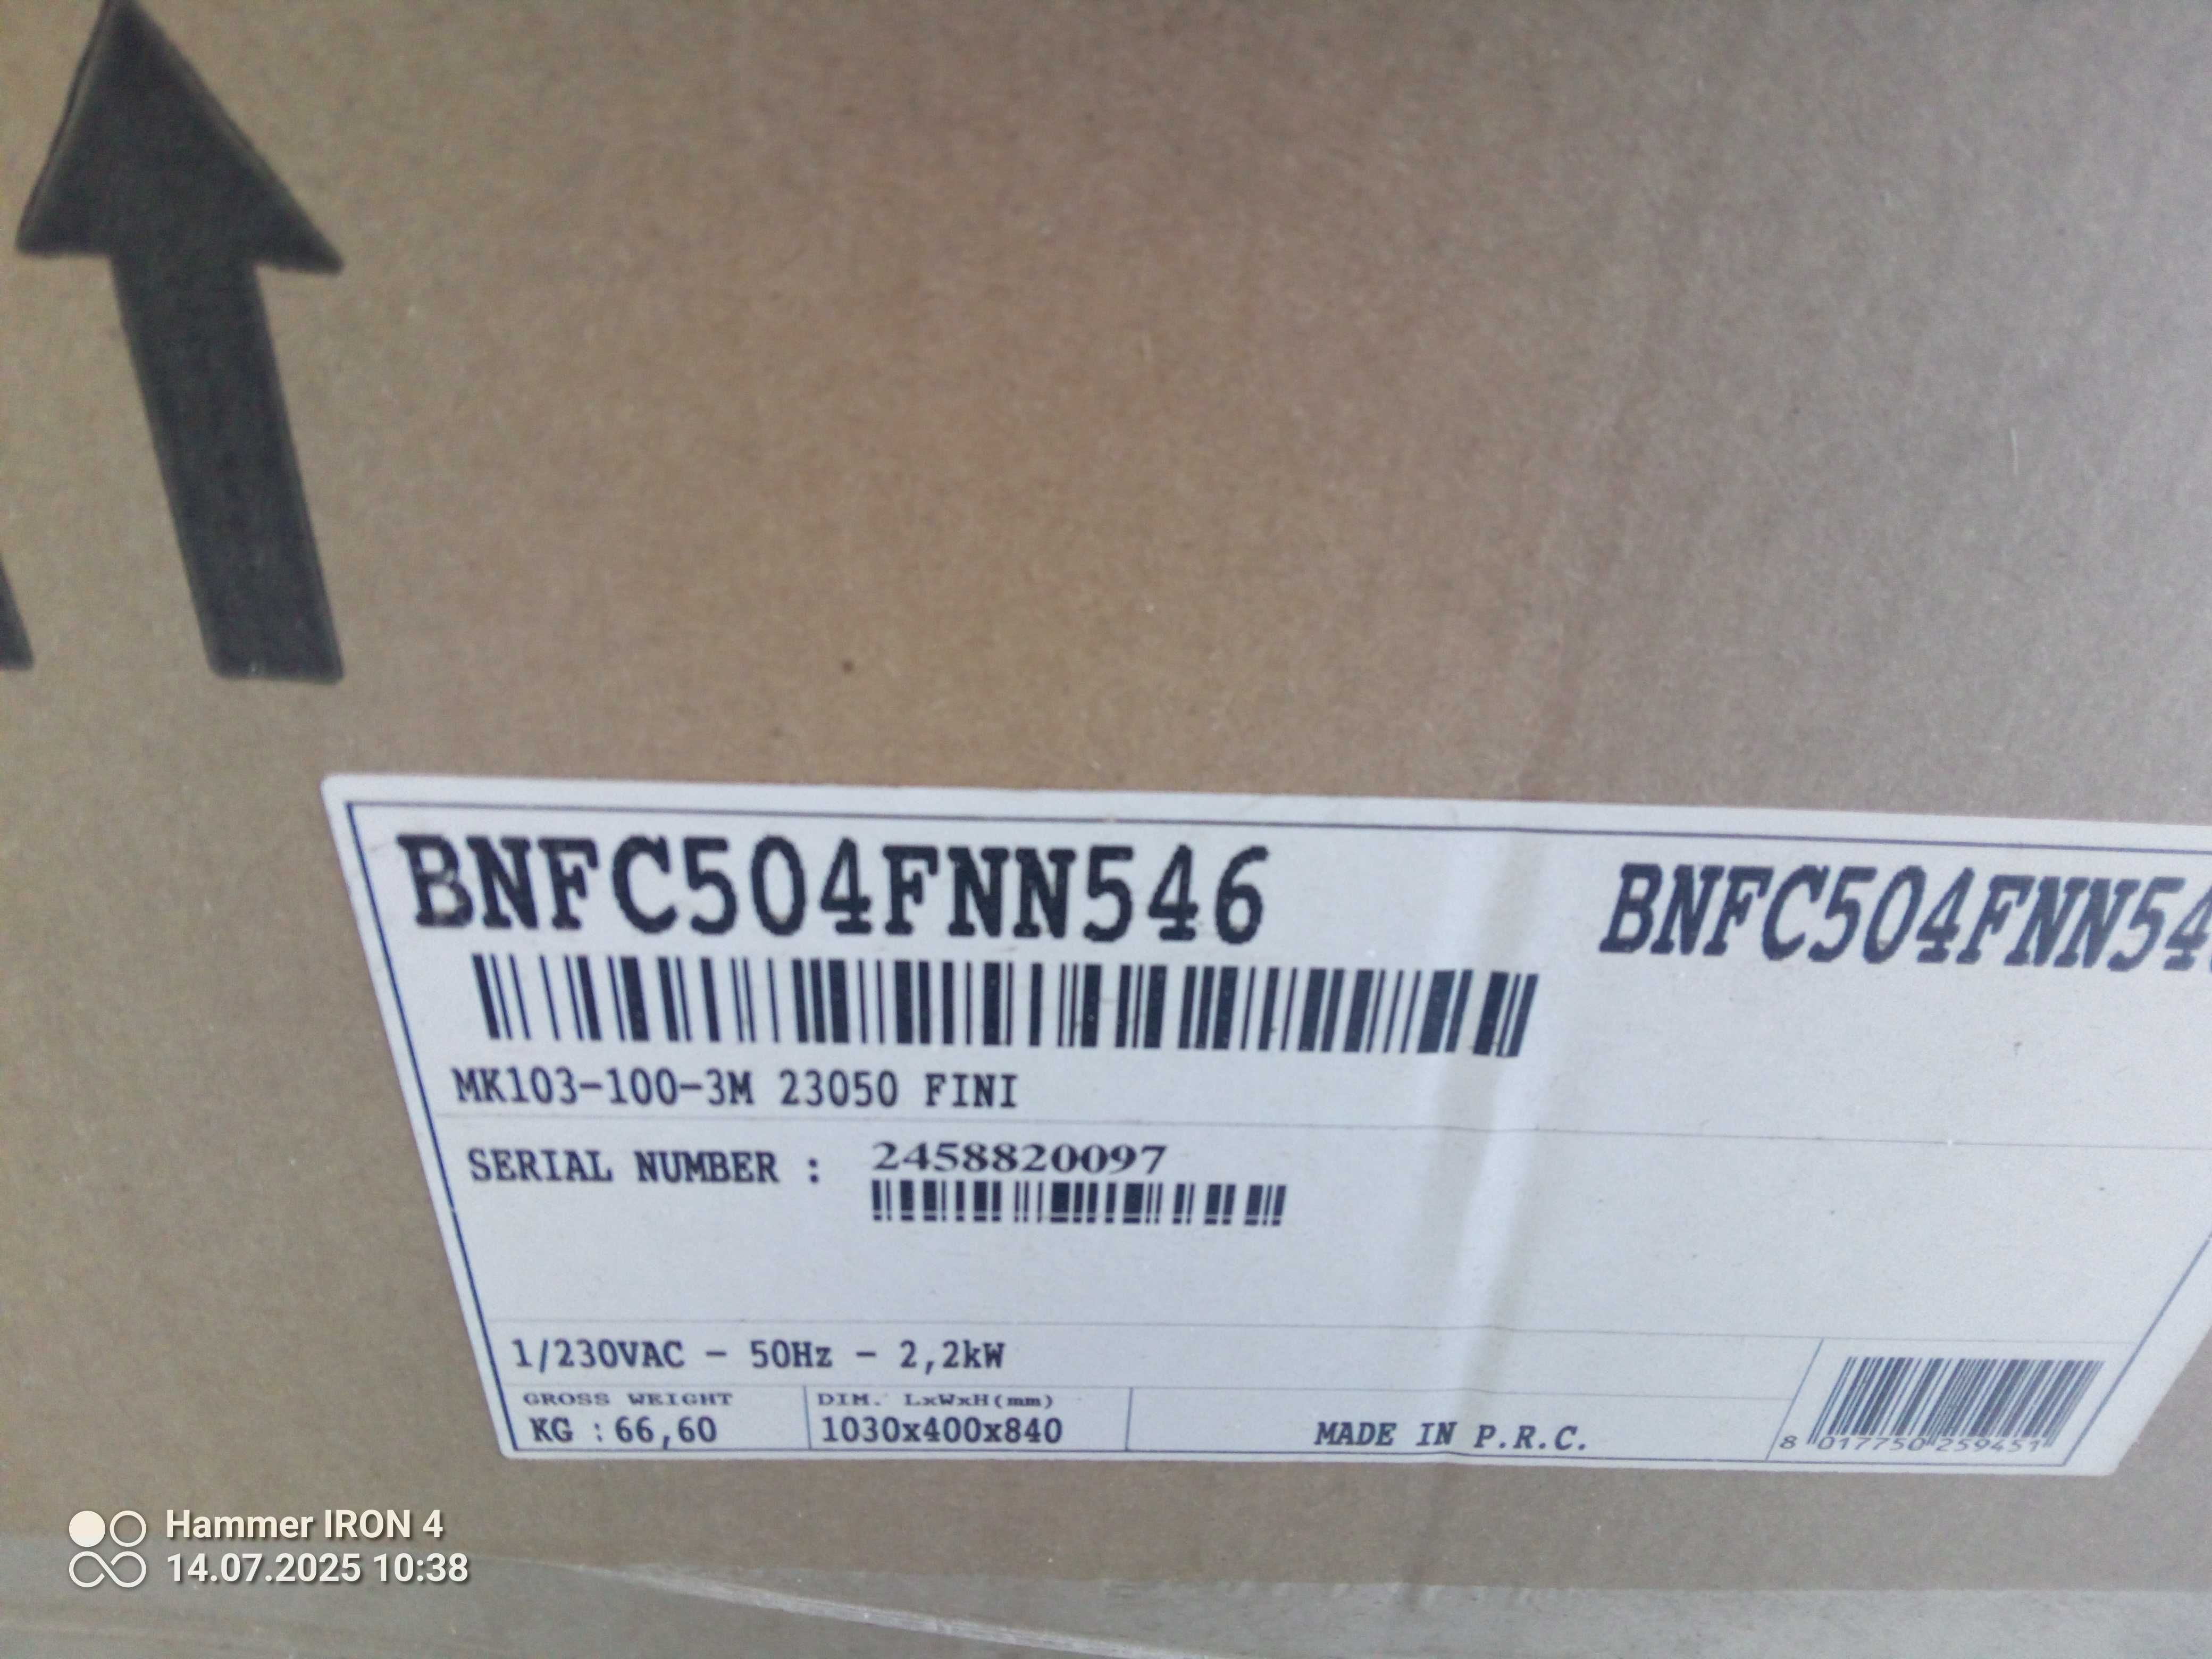 BNFC504FNN546
BNFC504FNN54
MK103-100-3M 23050 FINI
SERIAL NUMBER : 2458820097
1/230VAC - 50Hz - 2,2kW
GROSS WEIGHT
KG : 66,60
DIM. LxWxH(mm)
1030x400x840
MADE IN P.R.C.
8 017750 259451
Hammer IRON 4
14.07.2025 10:38